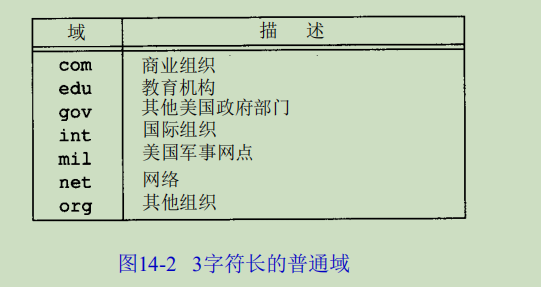 域 描 述
com 商业组织
edu 教育机构
gov 其他美国政府部门
int 国际组织
mil 美国军事网点
net 网络
org 其他组织
图14-2 3字符长的普通域